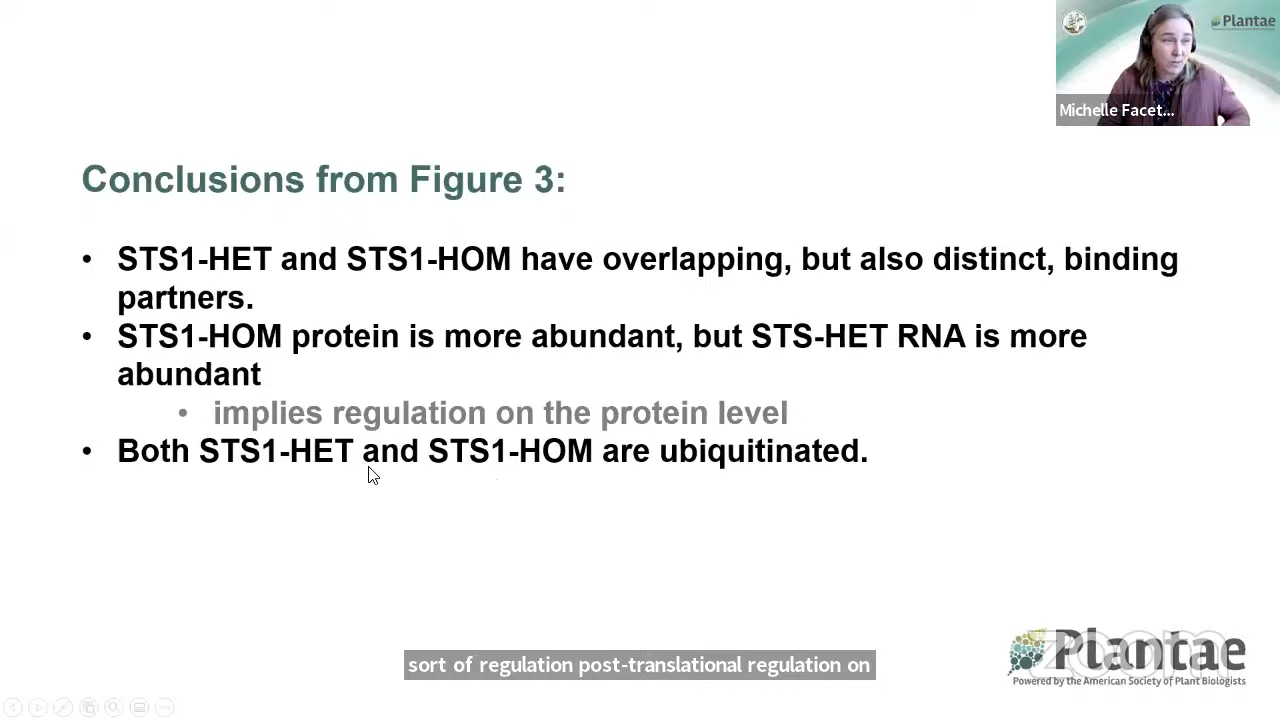 Plantae
Michelle Facet...
Conclusions from Figure 3:
• STS1-HET and STS1-HOM have overlapping, but also distinct, binding
partners.
• STS1-HOM protein is more abundant, but STS-HET RNA is more
abundant
• implies regulation on the protein level
• Both STS1-HET and STS1-HOM are ubiquitinated.
sort of regulation post-translational regulation on
zoom
Plantae
Powered by the American Society of Plant Biologists